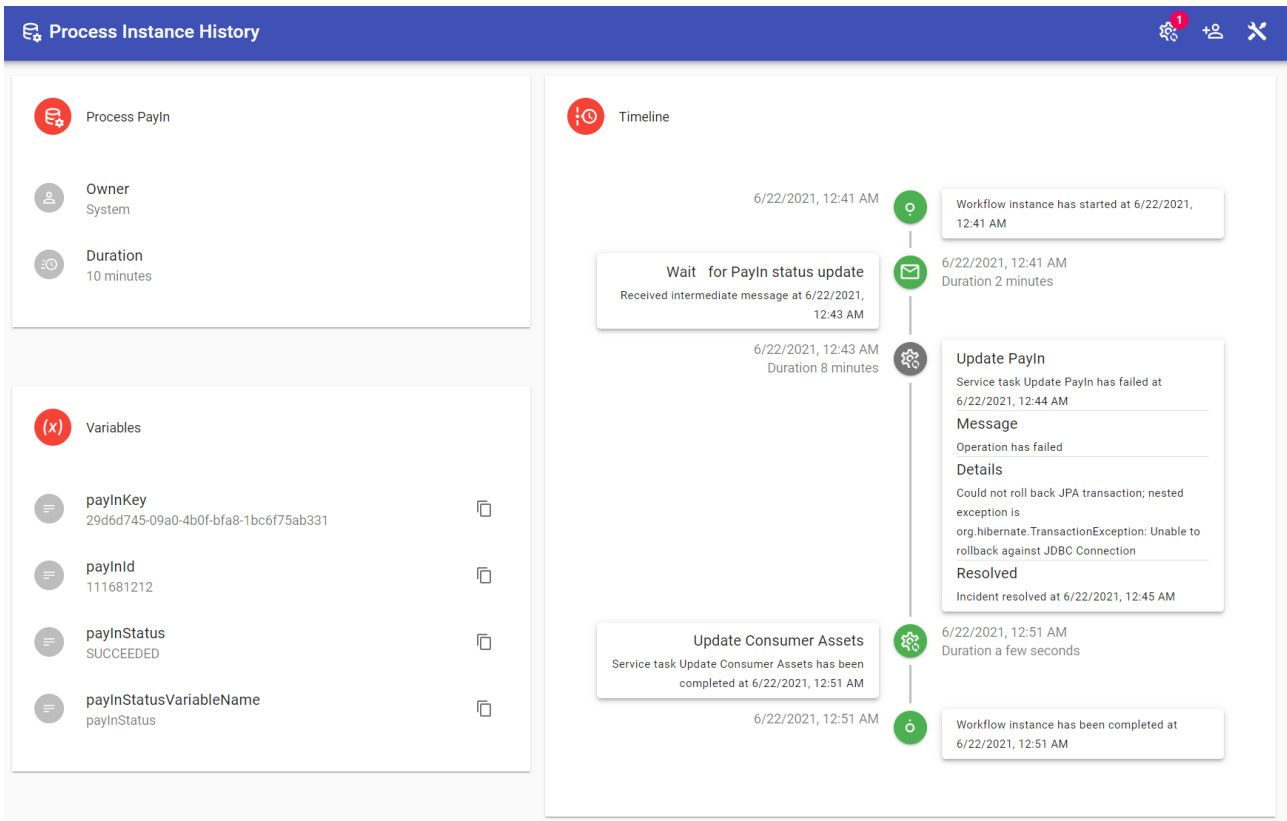 Process Instance History
1
Process PayIn
Owner
System
Duration
10 minutes
Variables
(x)
payInKey
29d6d745-09a0-4b0f-bfa8-1bc6f75ab331
payInId
111681212
payInStatus
SUCCEEDED
payInStatusVariableName
payInStatus
Timeline
6/22/2021, 12:41 AM
Workflow instance has started at 6/22/2021,
12:41 AM
Wait for PayIn status update
Received intermediate message at 6/22/2021,
12:43 AM
6/22/2021, 12:41 AM
Duration 2 minutes
6/22/2021, 12:43 AM
Duration 8 minutes
Update PayIn
Service task Update PayIn has failed at
6/22/2021, 12:44 AM
Message
Operation has failed
Details
Could not roll back JPA transaction; nested
exception is
org.hibernate.TransactionException: Unable to
rollback against JDBC Connection
Resolved
Incident resolved at 6/22/2021, 12:45 AM
Update Consumer Assets
Service task Update Consumer Assets has been
completed at 6/22/2021, 12:51 AM
6/22/2021, 12:51 AM
Duration a few seconds
6/22/2021, 12:51 AM
Workflow instance has been completed at
6/22/2021, 12:51 AM